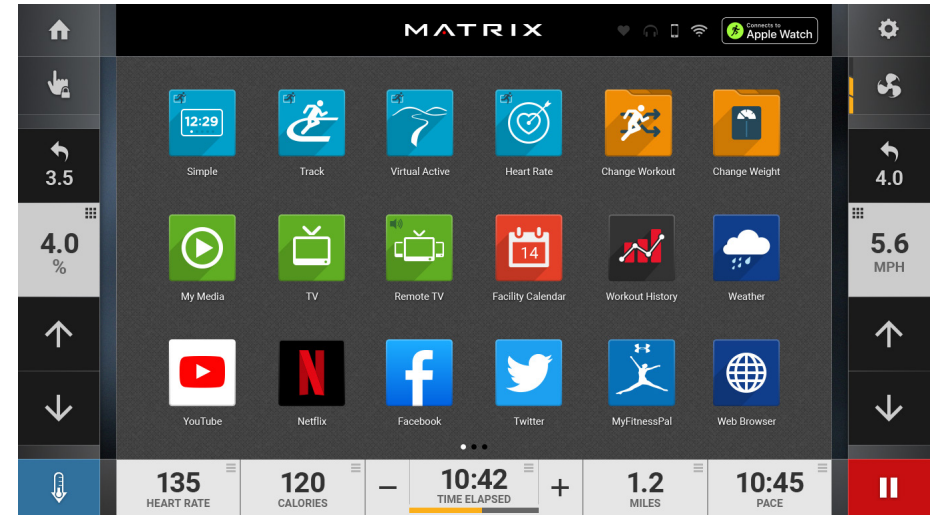 MATRIX
Connects to
Apple Watch
3.5
4.0
%
12:29
Simple
Track
Virtual Active
Heart Rate
Change Workout
Change Weight
4.0
5.6
MPH
14
My Media
TV
Remote TV
Facility Calendar
Workout History
Weather
N
f
YouTube
Netflix
Facebook
Twitter
MyFitnessPal
Web Browser
135
HEART RATE
120
CALORIES
10:42
TIME ELAPSED
1.2
MILES
10:45
PACE